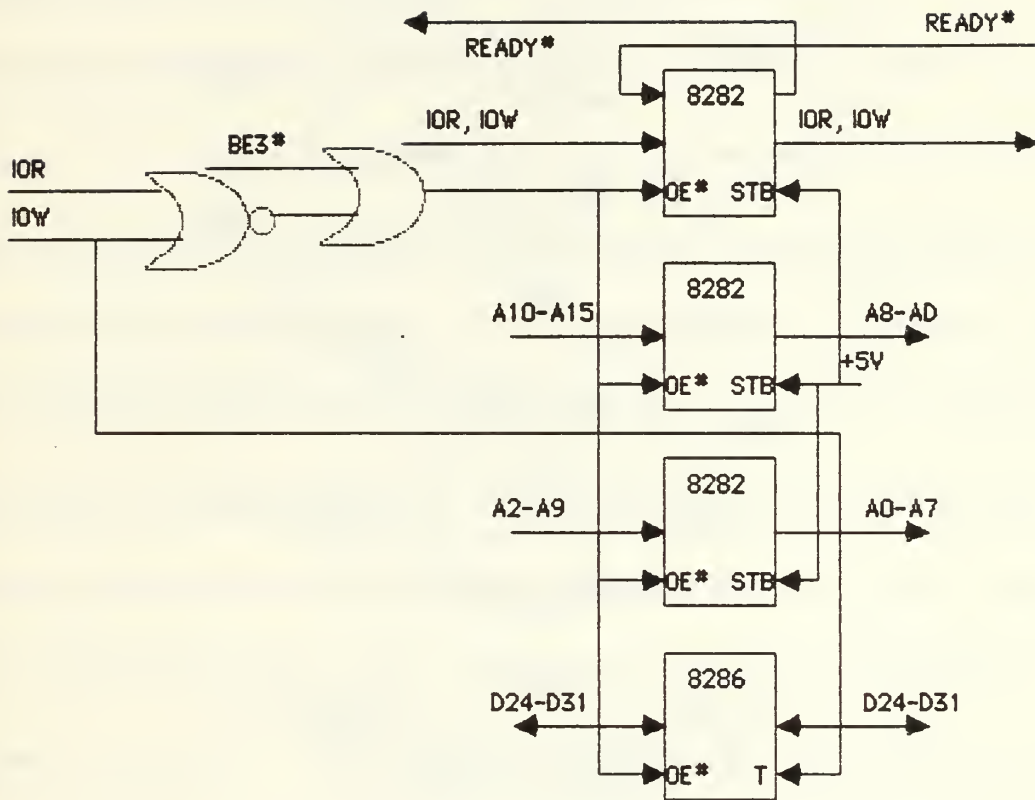 READY*
READY*
8282
IOR, IOW
IOR, IOW
BE3*
IOR
IOW
OE* STB
8282
A10-A15
A8-AD
+5V
OE* STB
8282
A2-A9
A0-A7
OE* STB
8286
D24-D31
D24-D31
OE* T